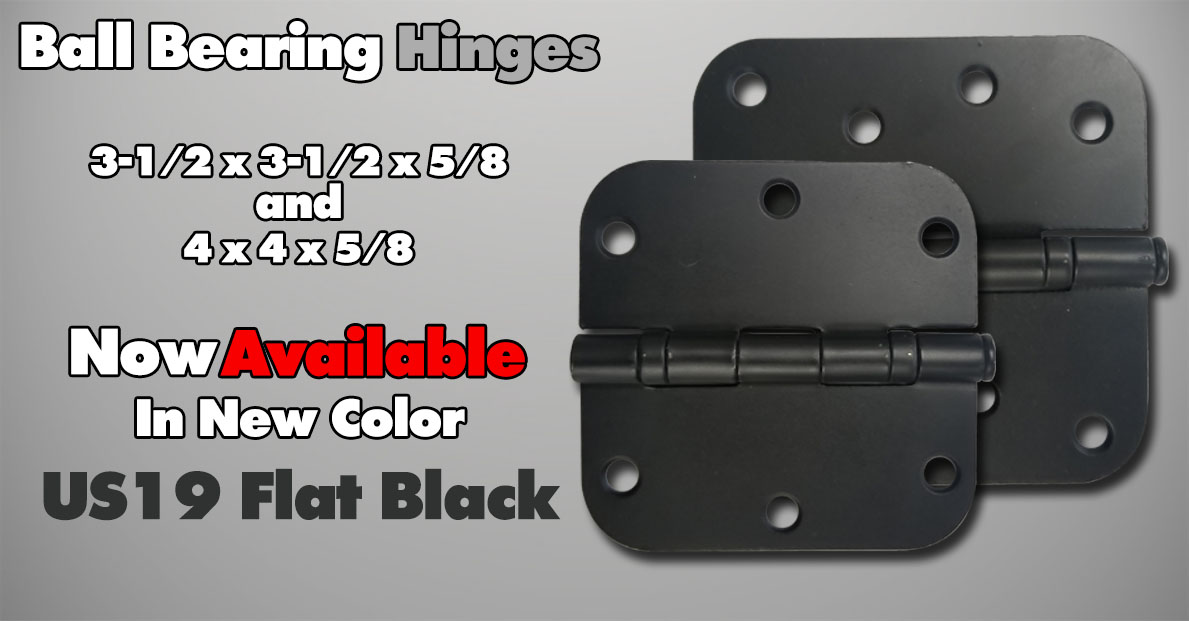 Ball Bearing Hinges
3-1/2 x 3-1/2 x 5/8
and
4 x 4 x 5/8
Now Available
In New Color
US19 Flat Black